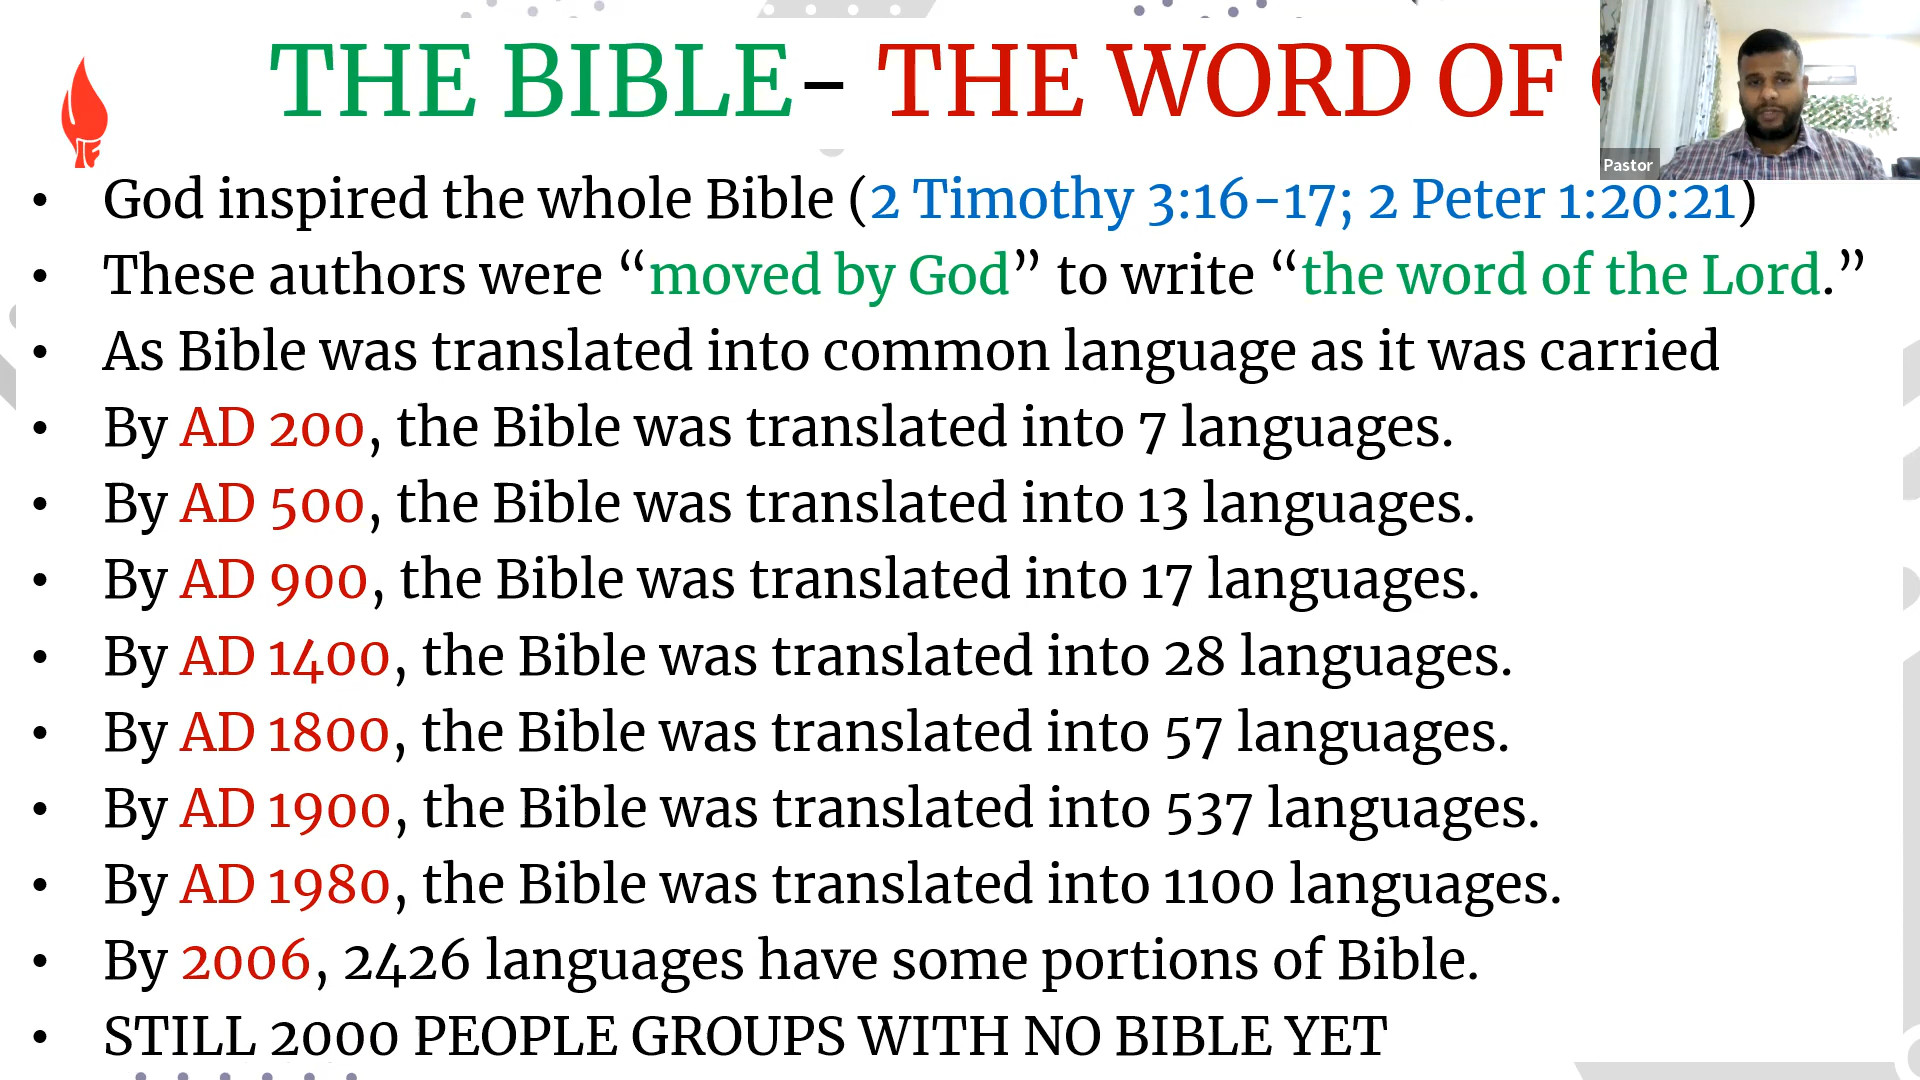 THE BIBLE- THE WORD OF
Pastor
• God inspired the whole Bible (2 Timothy 3:16-17; 2 Peter 1:20:21)
• These authors were “moved by God” to write “the word of the Lord.”
• As Bible was translated into common language as it was carried
• By AD 200, the Bible was translated into 7 languages.
• By AD 500, the Bible was translated into 13 languages.
• By AD 900, the Bible was translated into 17 languages.
• By AD 1400, the Bible was translated into 28 languages.
• By AD 1800, the Bible was translated into 57 languages.
• By AD 1900, the Bible was translated into 537 languages.
• By AD 1980, the Bible was translated into 1100 languages.
• By 2006, 2426 languages have some portions of Bible.
• STILL 2000 PEOPLE GROUPS WITH NO BIBLE YET